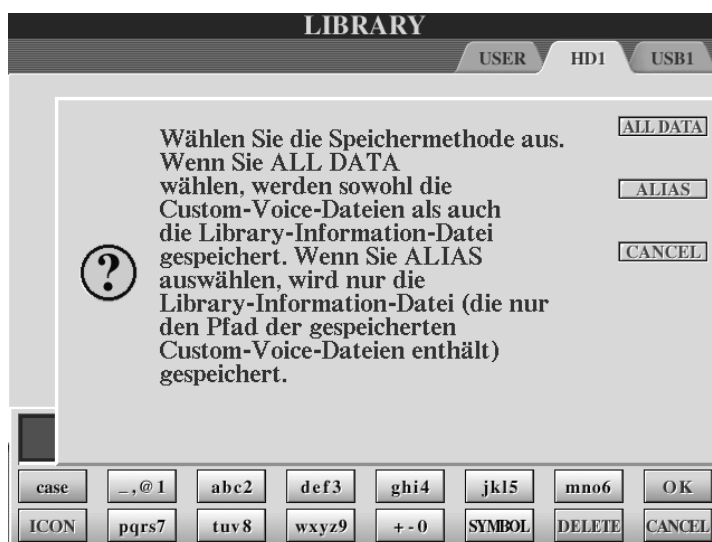 LIBRARY
USER HD1 USB1
Wählen Sie die Speichermethode aus.
Wenn Sie ALL DATA
wählen, werden sowohl die
Custom-Voice-Dateien als auch
die Library-Information-Datei
gespeichert. Wenn Sie ALIAS
auswählen, wird nur die
Library-Information-Datei (die nur
den Pfad der gespeicherten
Custom-Voice-Dateien enthält)
gespeichert.
ALL DATA
ALIAS
CANCEL
?
case _,@1 abc2 def3 ghi4 jkl5 mno6 OK
ICON pqrs7 tuv8 wxyz9 +-0 SYMBOL DELETE CANCEL